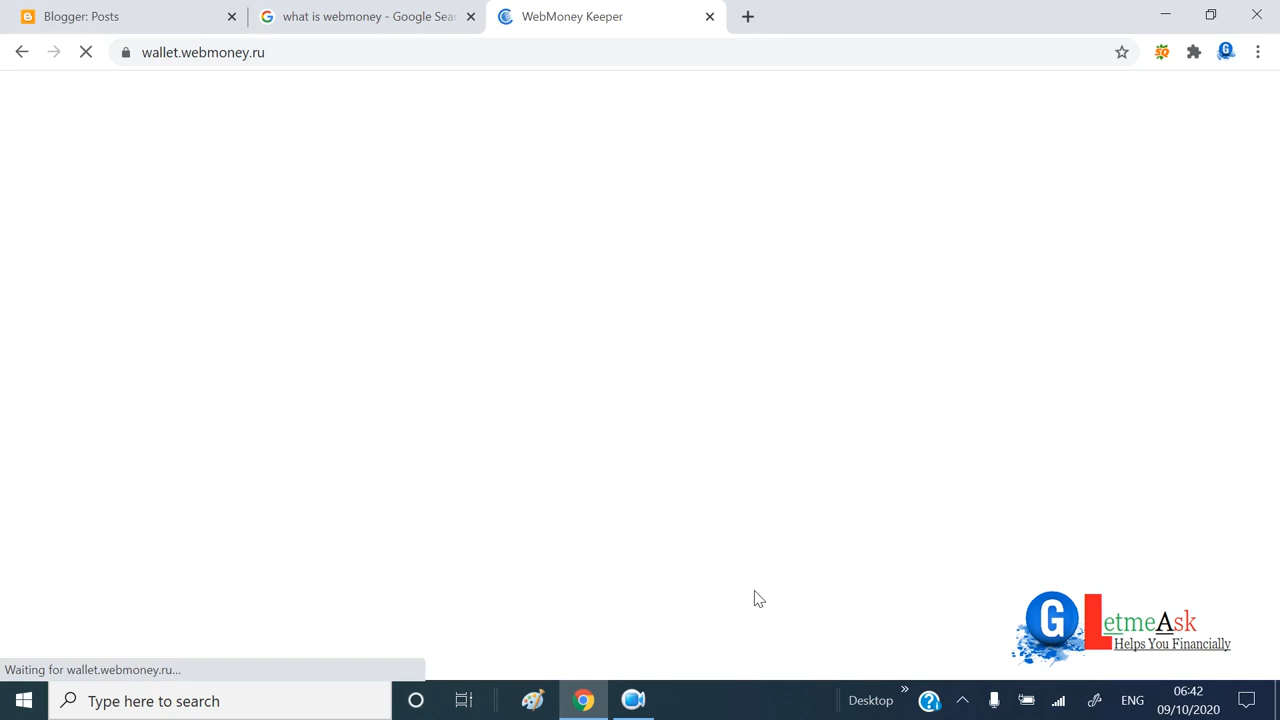 Blogger: Posts
what is webmoney - Google Sear
WebMoney Keeper
wallet.webmoney.ru
G
LetmeAsk
Helps You Financially
Waiting for wallet.webmoney.ru...
Type here to search
Desktop
ENG
06:42
09/10/2020